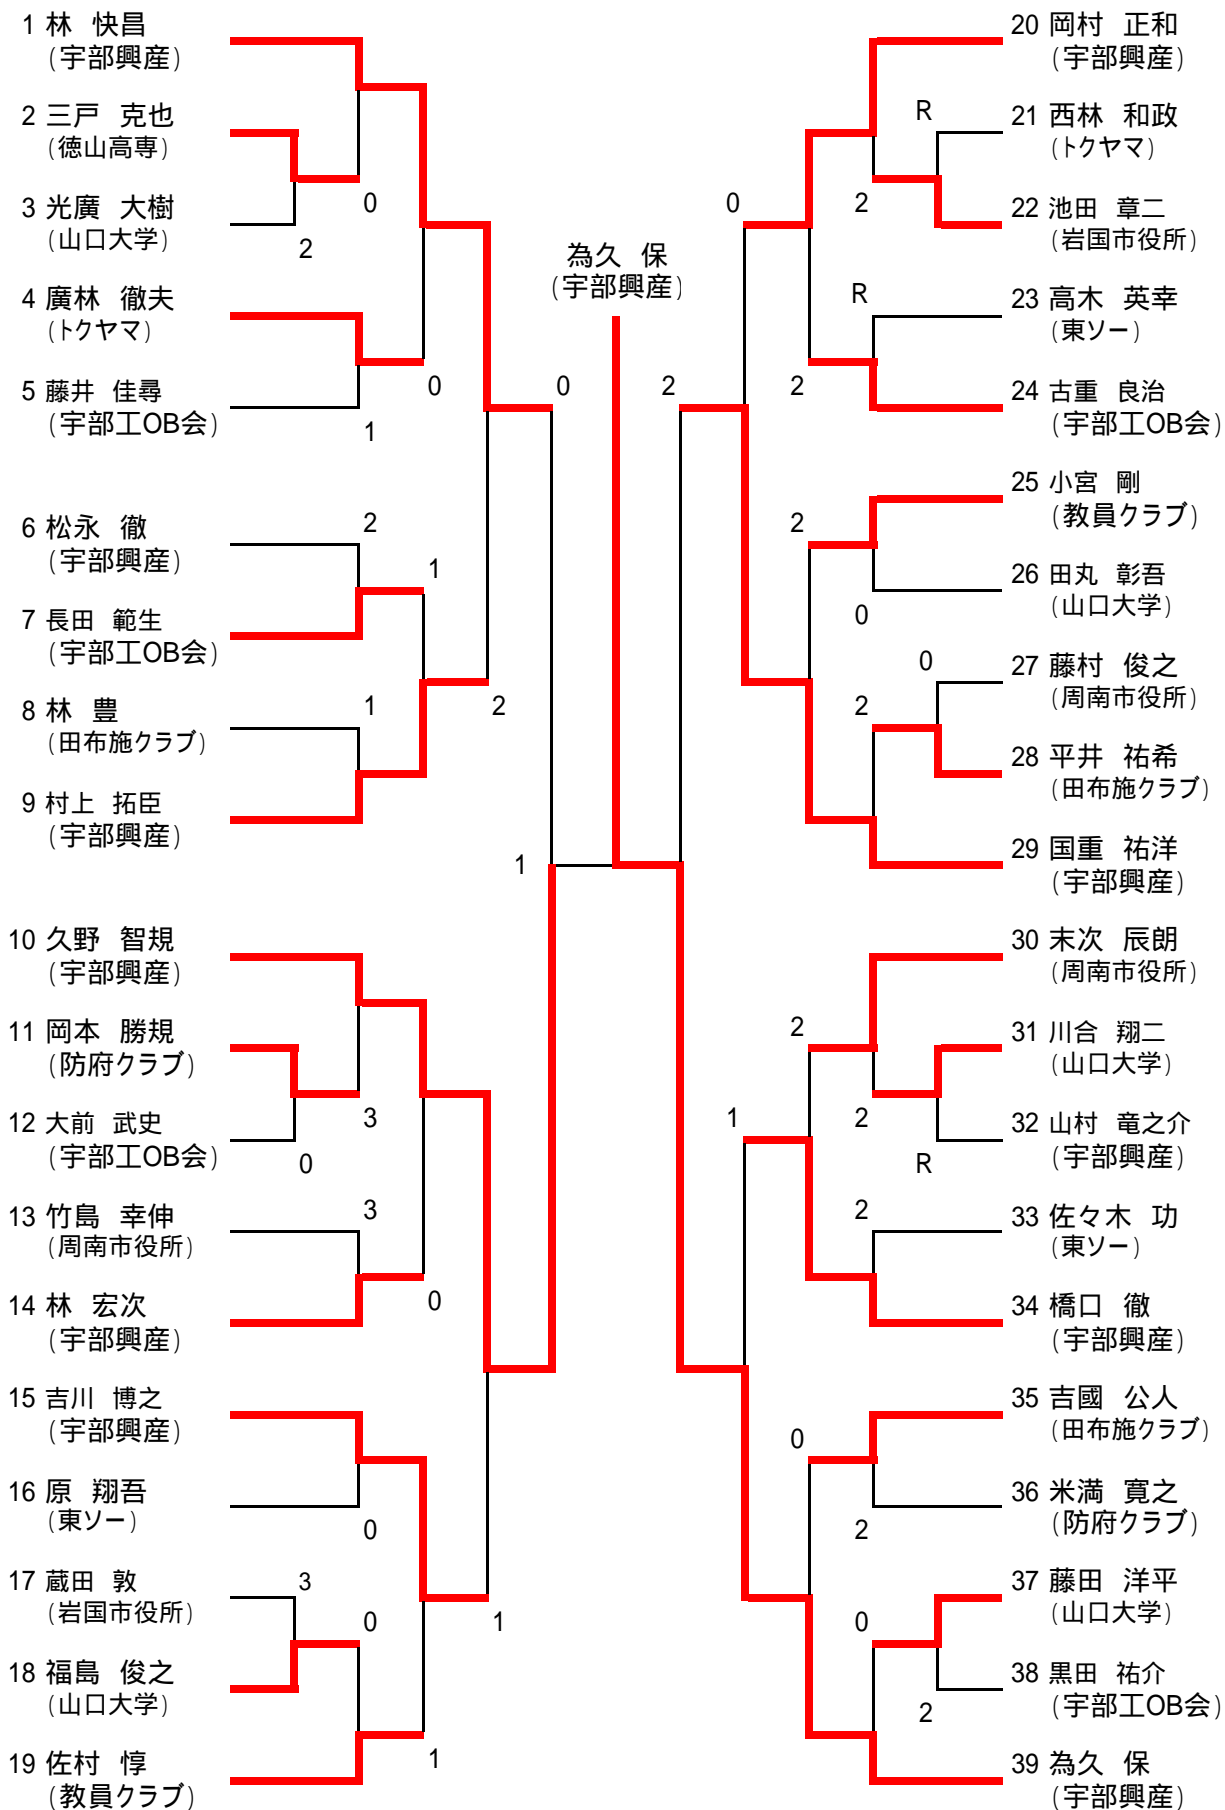 1 林 快昌
(宇部興産)
2 三戸 克也
(徳山高専)
0
3 光廣 大樹
(山口大学)
2
4 廣林 徹夫
(トクヤマ)
0
5 藤井 佳尋
(宇部工OB会)
1
0
6 松永 徹
(宇部興産)
2
1
7 長田 範生
(宇部工OB会)
8 林 豊
(田布施クラブ)
1
2
9 村上 拓臣
(宇部興産)
1
10 久野 智規
(宇部興産)
11 岡本 勝規
(防府クラブ)
3
12 大前 武史
(宇部工OB会)
0
13 竹島 幸伸
(周南市役所)
3
0
14 林 宏次
(宇部興産)
15 吉川 博之
(宇部興産)
16 原 翔吾
(東ソー)
0
17 蔵田 敦
(岩国市役所)
3
0
1
18 福島 俊之
(山口大学)
1
19 佐村 惇
(教員クラブ)
為久 保
(宇部興産)
20 岡村 正和
(宇部興産)
R
21 西林 和政
(トクヤマ)
0
2
22 池田 章二
(岩国市役所)
R
23 高木 英幸
(東ソー)
2
2
24 古重 良治
(宇部工OB会)
25 小宮 剛
(教員クラブ)
2
26 田丸 彰吾
(山口大学)
0
0
27 藤村 俊之
(周南市役所)
2
28 平井 祐希
(田布施クラブ)
29 国重 祐洋
(宇部興産)
30 末次 辰朗
(周南市役所)
2
31 川合 翔二
(山口大学)
1
2
32 山村 竜之介
(宇部興産)
R
2
33 佐々木 功
(東ソー)
34 橋口 徹
(宇部興産)
35 吉國 公人
(田布施クラブ)
0
36 米満 寛之
(防府クラブ)
2
37 藤田 洋平
(山口大学)
0
38 黒田 祐介
(宇部工OB会)
2
39 為久 保
(宇部興産)